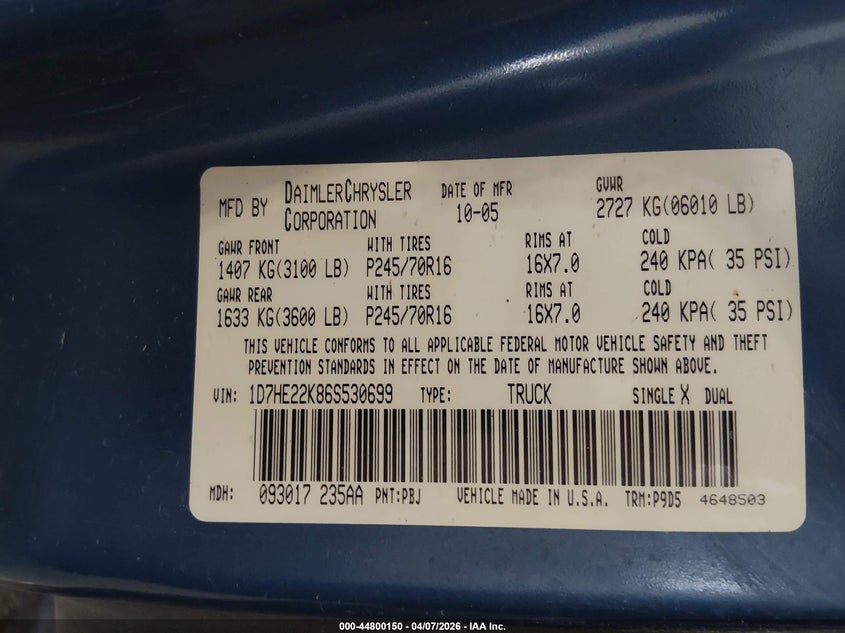 MFD BY DAIMLERCHRYSLER CORPORATION DATE OF MFR 10-05 GVWR 2727 KG(06010 LB)
GAWR FRONT WITH TIRES RIMS AT COLD
1407 KG(3100 LB) P245/70R16 16X7.0 240 KPA( 35 PSI)
GAWR REAR WITH TIRES RIMS AT COLD
1633 KG(3600 LB) P245/70R16 16X7.0 240 KPA( 35 PSI)
THIS VEHICLE CONFORMS TO ALL APPLICABLE FEDERAL MOTOR VEHICLE SAFETY AND THEFT
PREVENTION STANDARDS IN EFFECT ON THE DATE OF MANUFACTURE SHOWN ABOVE.
VIN: 1D7HE22K86S530699 TYPE: TRUCK SINGLE X DUAL
MDH: 093017 235AA PNT:PBJ VEHICLE MADE IN U.S.A. TRM:P9D5 4648503
000-44800150 - 04/07/2026 - IAA Inc.